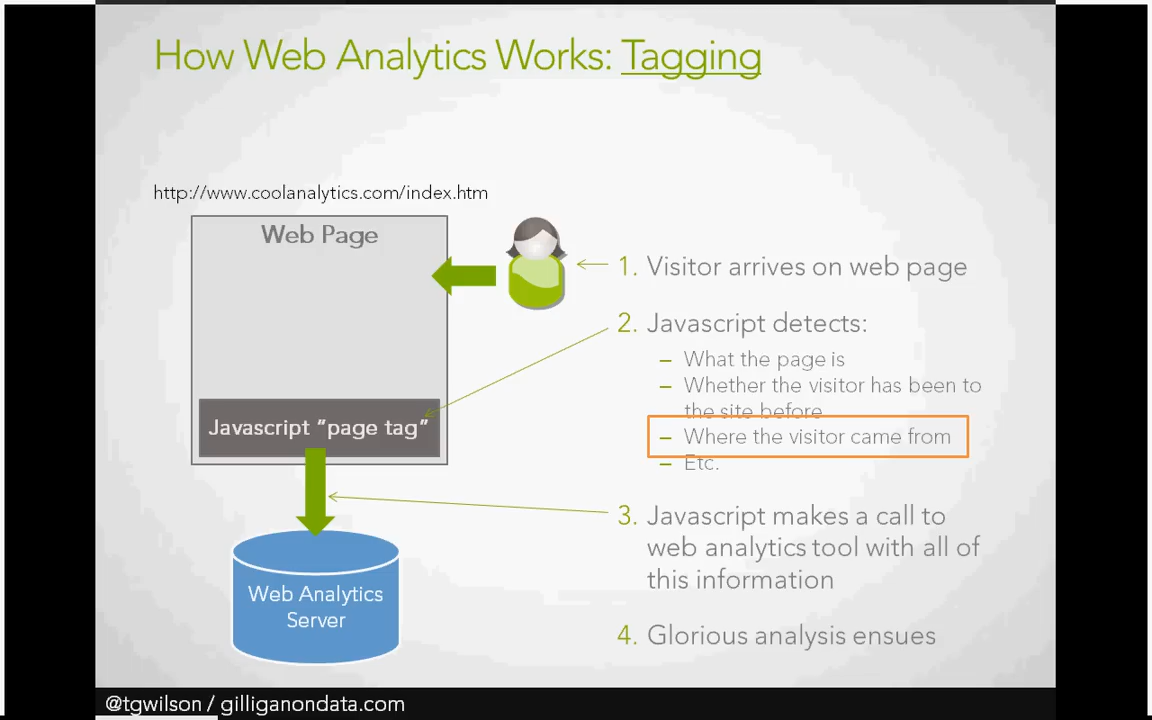 How Web Analytics Works: Tagging
http://www.coolanalytics.com/index.htm
Web Page
Javascript “page tag”
Web Analytics
Server
1. Visitor arrives on web page
2. Javascript detects:
– What the page is
– Whether the visitor has been to
the site before
– Where the visitor came from
– Etc.
3. Javascript makes a call to
web analytics tool with all of
this information
4. Glorious analysis ensues
@tgwilson / gilliganondata.com